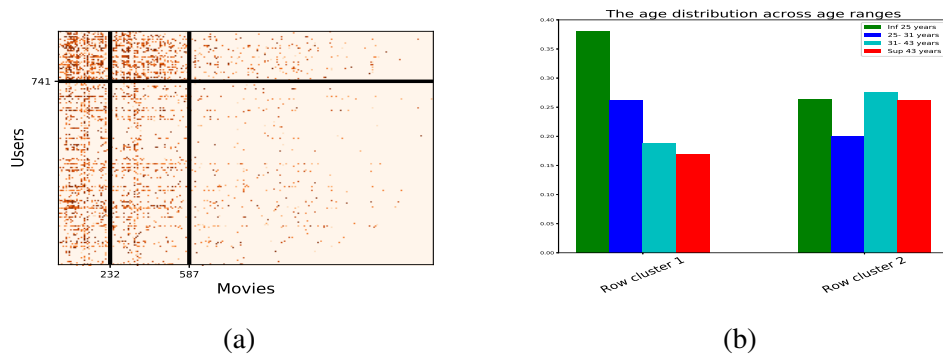 741
Users
232
587
Movies
(a)
The age distribution across age ranges
Inf 25 years
25- 31 years
31- 43 years
Sup 43 years
0.40
0.35
0.30
0.25
0.20
0.15
0.10
0.05
0.00
Row cluster 1
Row cluster 2
(b)